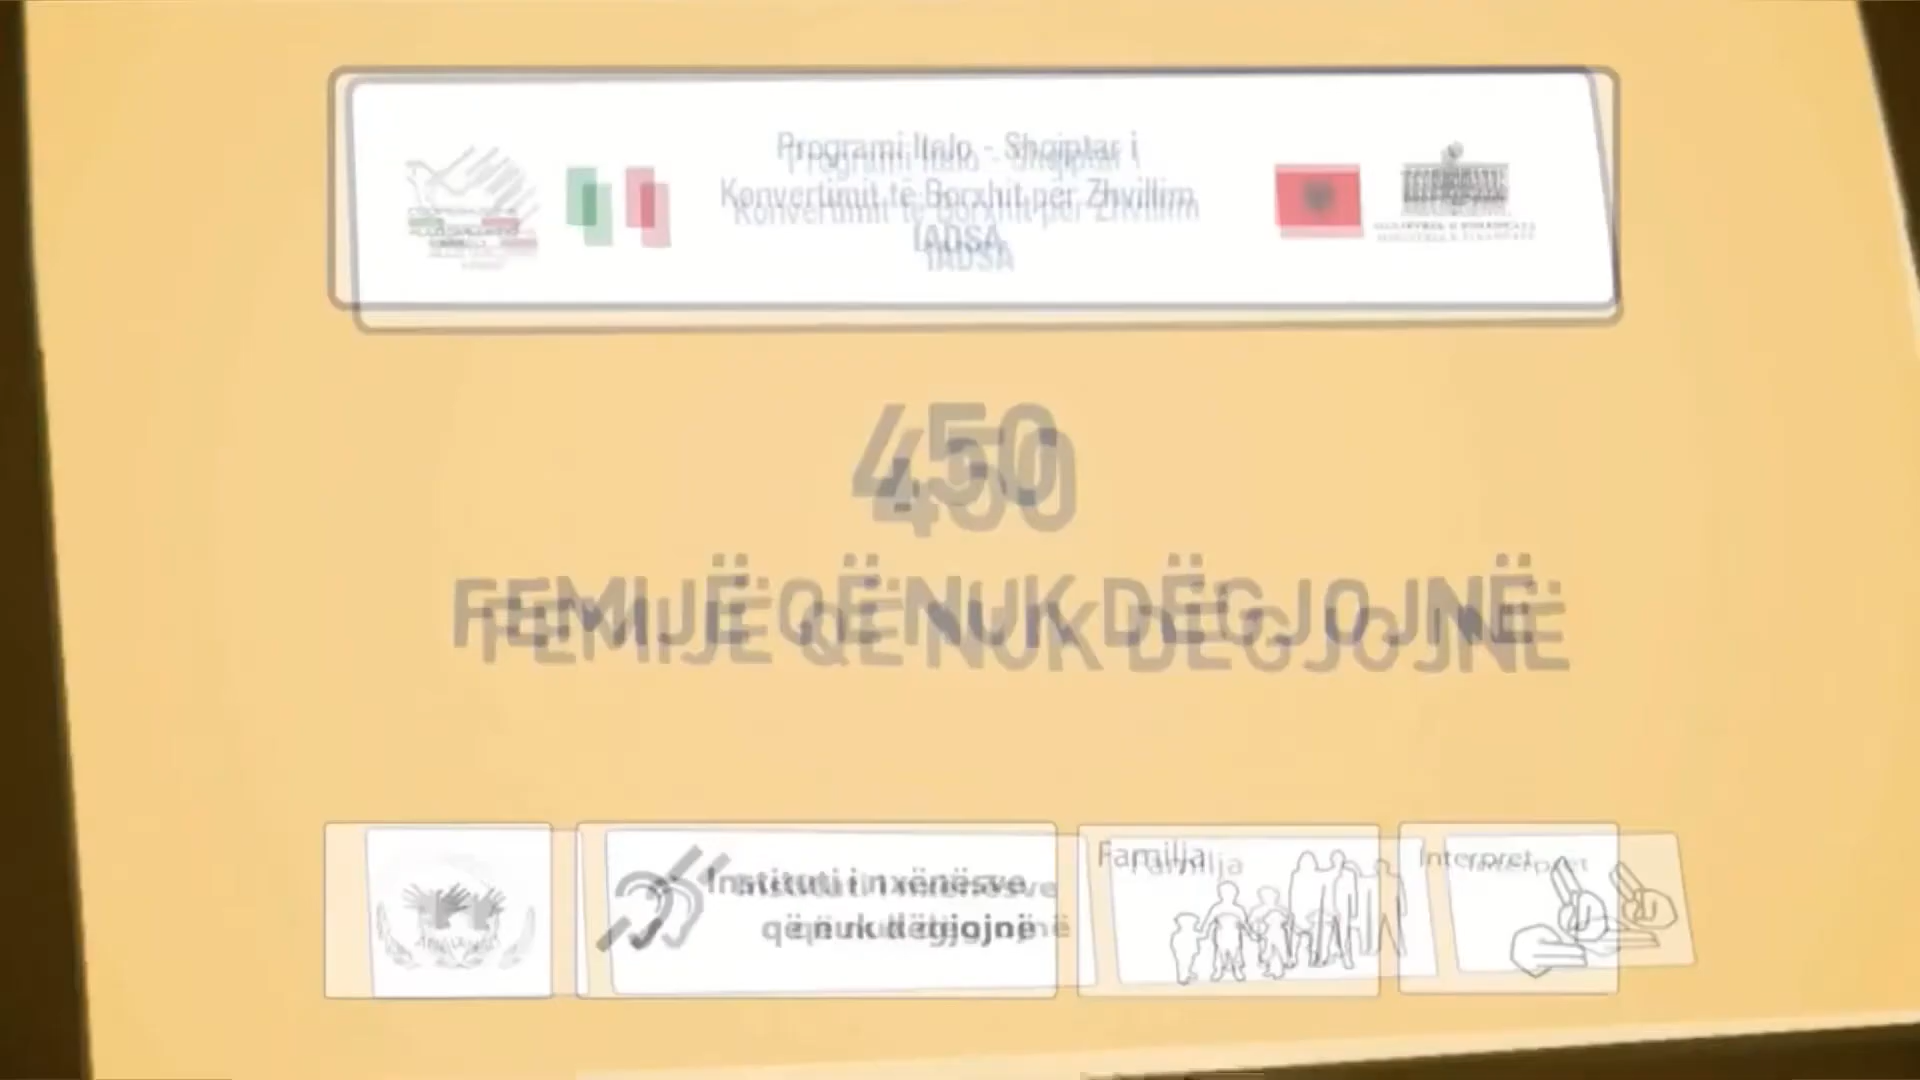 Programi Italo - Shqiptar i
Konvertimit të Borxhit për Zhvillim
IADSA
450
FEMIJË QË NUK DËGJOJNË
Instituti i nxënësve
që nuk dëgjojnë
Familja
Interpret